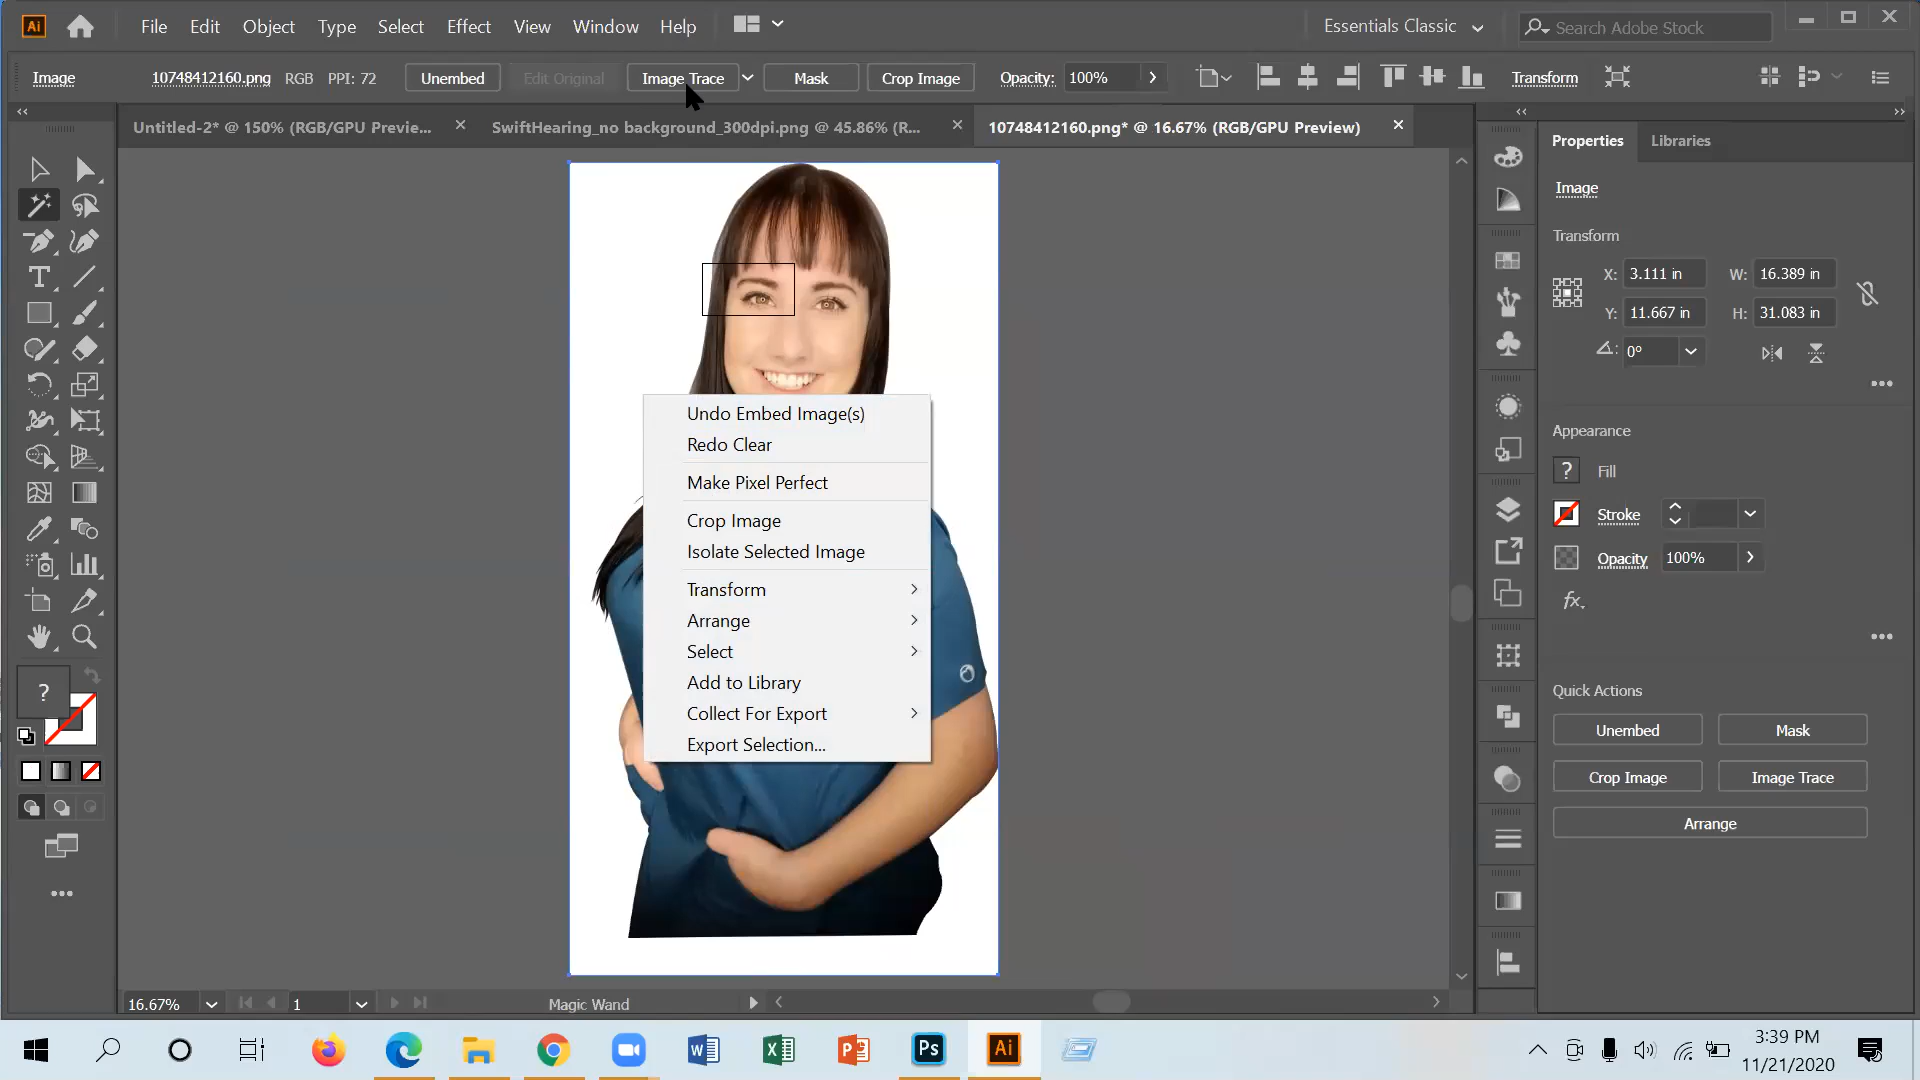 Ai File Edit Object Type Select Effect View Window Help Essentials Classic Search Adobe Stock
Image 10748412160.png RGB PPI: 72 Unembed Edit Original Image Trace Mask Crop Image Opacity: 100% Transform
Untitled-2* @ 150% (RGB/GPU Previe... SwiftHearing_no background_300dpi.png @ 45.86% (R... 10748412160.png* @ 16.67% (RGB/GPU Preview)
Properties Libraries
Image
Transform
X: 3.111 in W: 16.389 in
Y: 11.667 in H: 31.083 in
0°
Appearance
? Fill
Stroke
Opacity 100%
fx
Quick Actions
Unembed Mask
Crop Image Image Trace
Arrange
Undo Embed Image(s)
Redo Clear
Make Pixel Perfect
Crop Image
Isolate Selected Image
Transform
Arrange
Select
Add to Library
Collect For Export
Export Selection...
?
16.67% 1 Magic Wand
Ps Ai
3:39 PM
11/21/2020